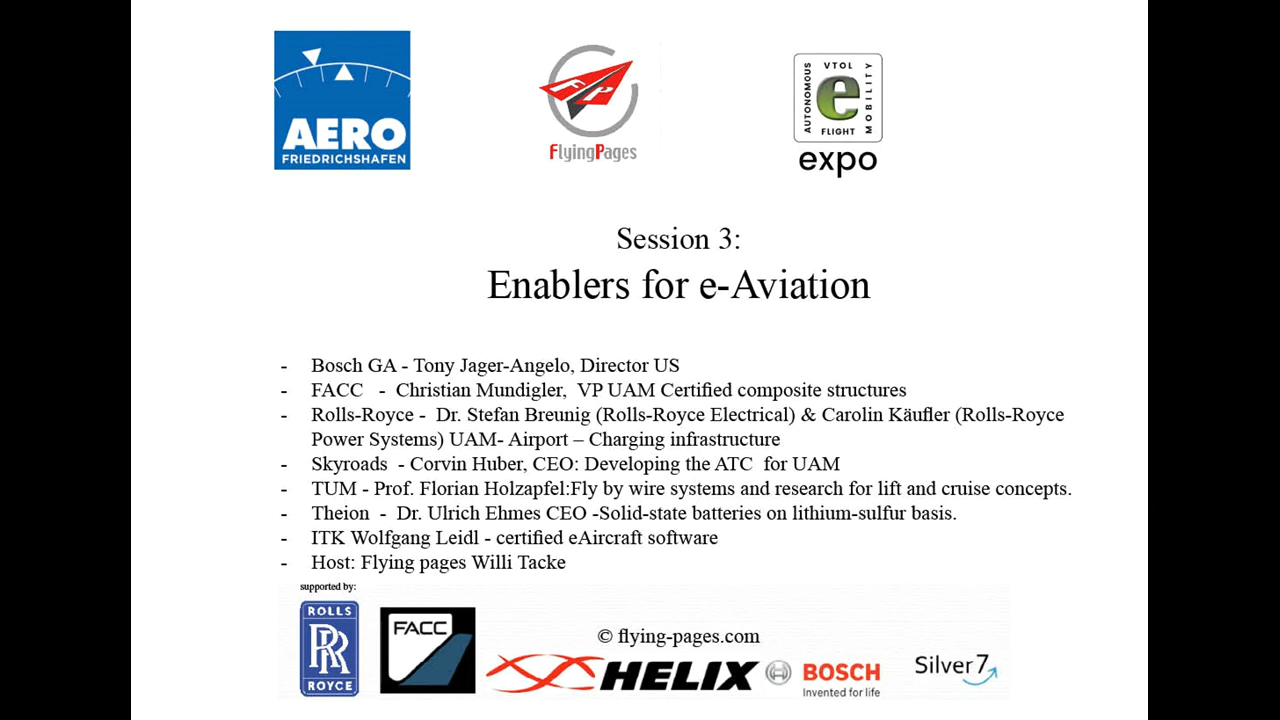 AERO
FRIEDRICHSHAFEN
FP
FlyingPages
AUTONOMOUS
VTOL
MOBILITY
e
FLIGHT
expo
Session 3:
Enablers for e-Aviation
- Bosch GA - Tony Jager-Angelo, Director US
- FACC - Christian Mundigler, VP UAM Certified composite structures
- Rolls-Royce - Dr. Stefan Breunig (Rolls-Royce Electrical) & Carolin Käufler (Rolls-Royce
Power Systems) UAM- Airport – Charging infrastructure
- Skyroads - Corvin Huber, CEO: Developing the ATC for UAM
- TUM - Prof. Florian Holzapfel:Fly by wire systems and research for lift and cruise concepts.
- Theion - Dr. Ulrich Ehmes CEO -Solid-state batteries on lithium-sulfur basis.
- ITK Wolfgang Leidl - certified eAircraft software
- Host: Flying pages Willi Tacke
supported by:
ROLLS
RR
ROYCE
FACC
© flying-pages.com
HELIX
BOSCH
Invented for life
Silver7